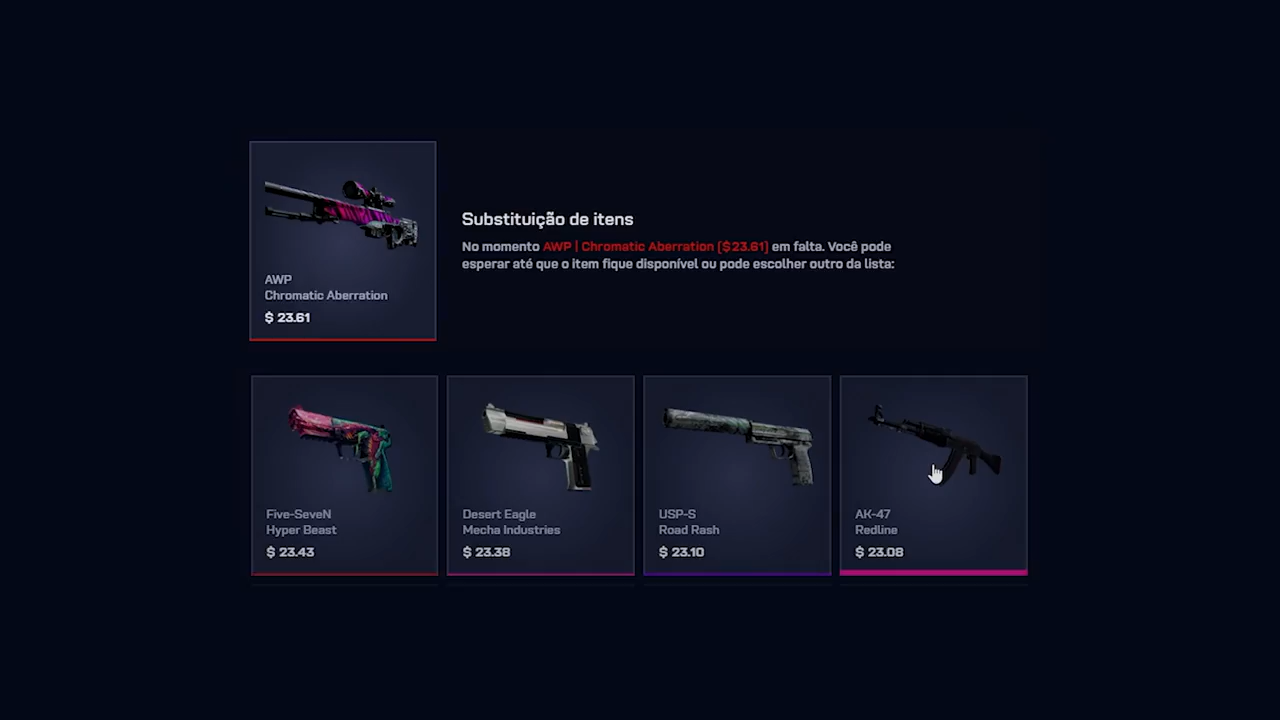 AWP
Chromatic Aberration
$ 23.61
Substituição de itens
No momento AWP | Chromatic Aberration ($23.61) em falta. Você pode
esperar até que o item fique disponível ou pode escolher outro da lista:
Five-SeveN
Hyper Beast
$ 23.43
Desert Eagle
Mecha Industries
$ 23.38
USP-S
Road Rash
$ 23.10
AK-47
Redline
$ 23.08